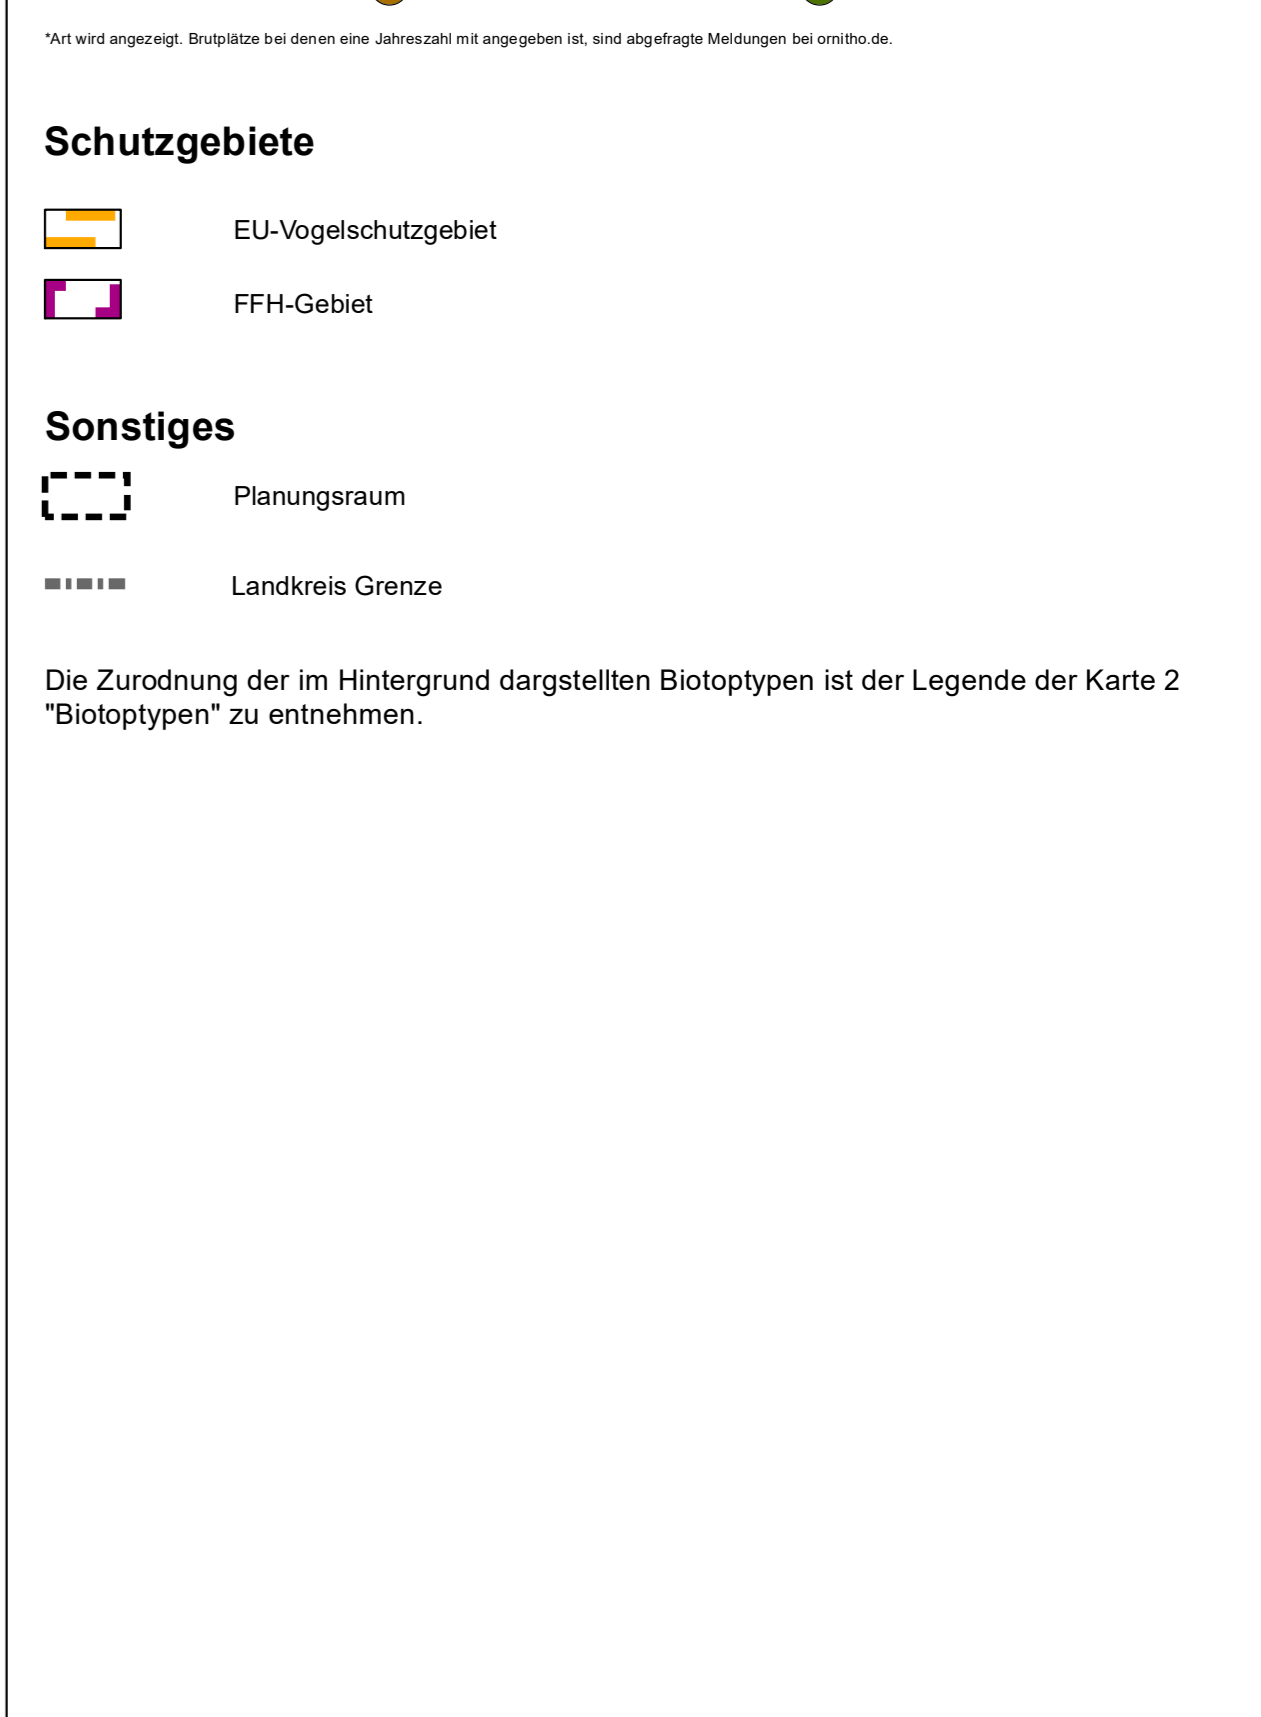 *Art wird angezeigt. Brutplätze bei denen eine Jahreszahl mit angegeben ist, sind abgefragte Meldungen bei ornitho.de.
Schutzgebiete
EU-Vogelschutzgebiet
FFH-Gebiet
Sonstiges
Planungsraum
Landkreis Grenze
Die Zurodnung der im Hintergrund dargstellten Biotoptypen ist der Legende der Karte 2
"Biotoptypen" zu entnehmen.